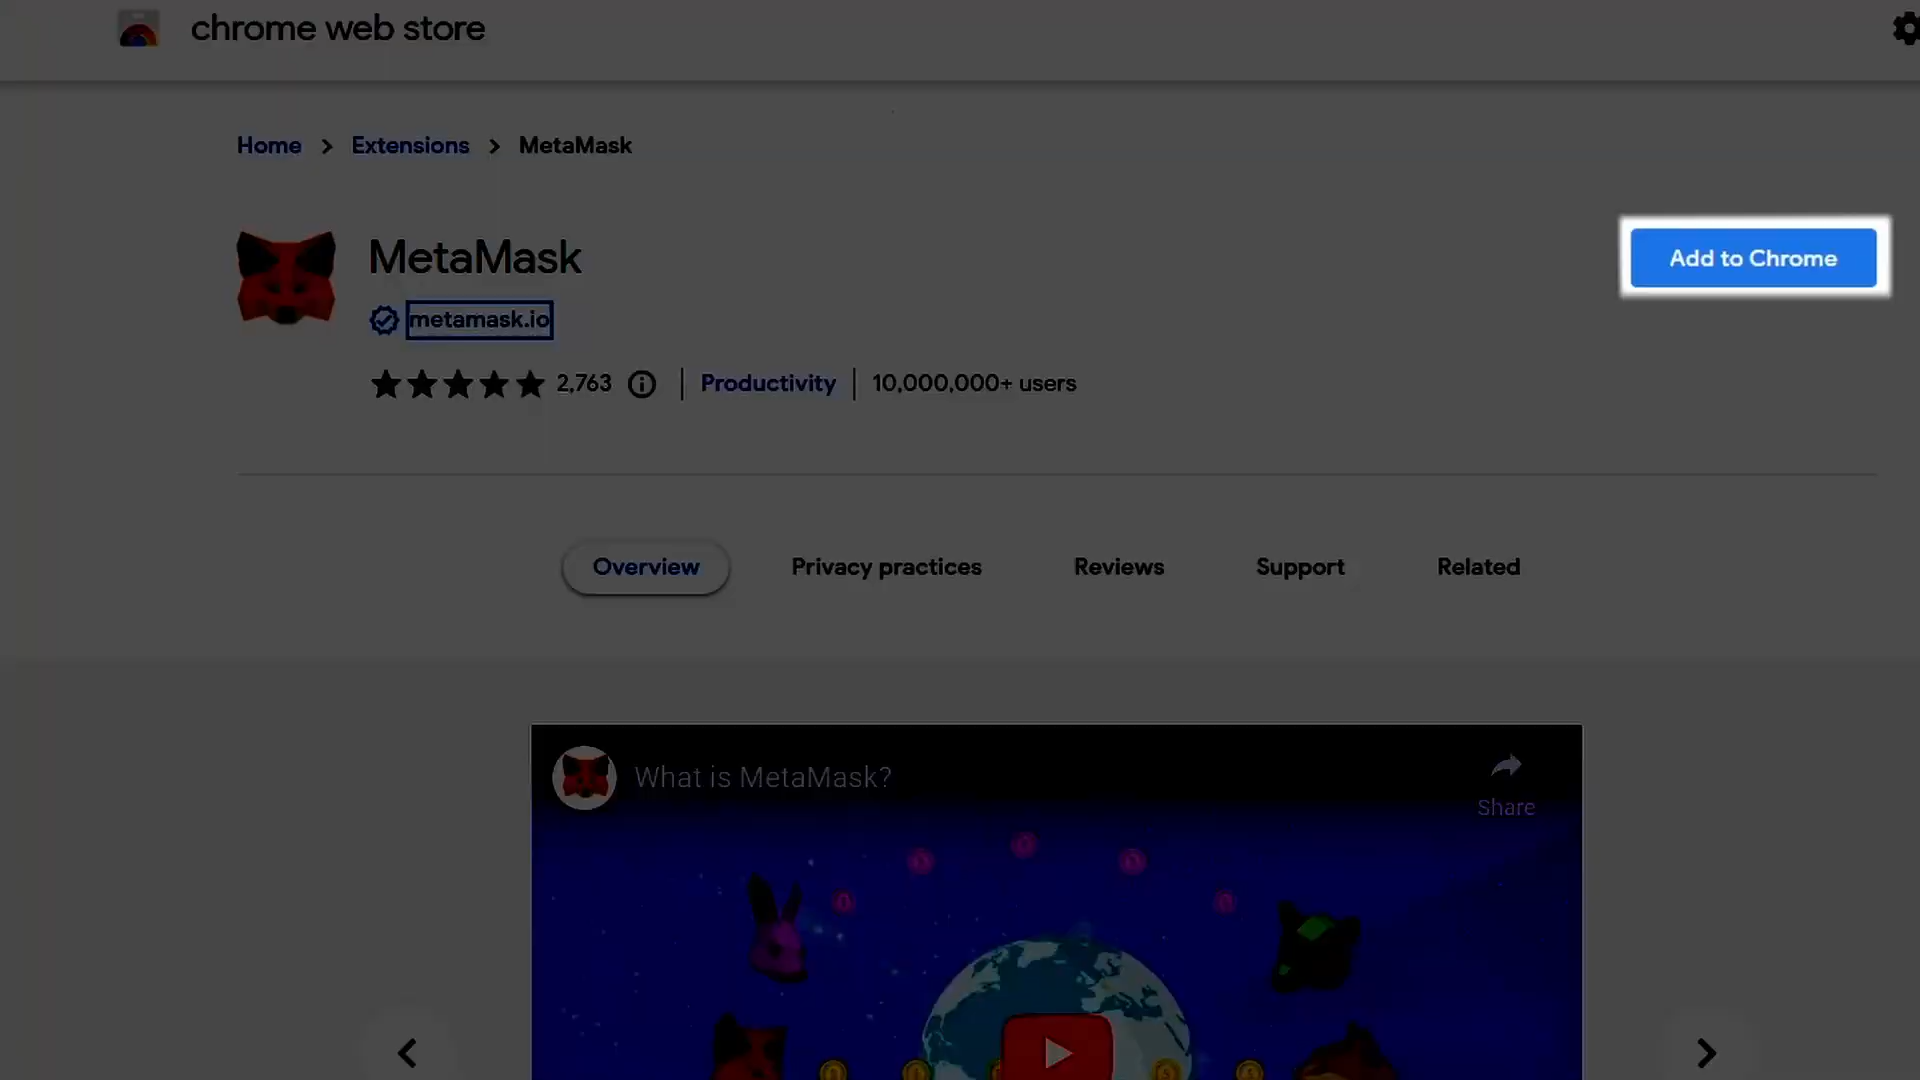 chrome web store
Home > Extensions > MetaMask
MetaMask
metamask.io
Add to Chrome
2,763 | Productivity | 10,000,000+ users
Overview Privacy practices Reviews Support Related
What is MetaMask?
Share